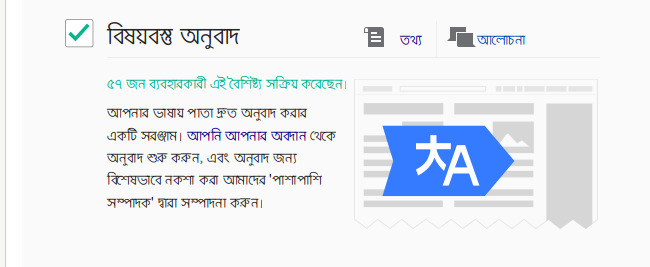 বিষয়বস্তু অনুবাদ
তথ্য
আলোচনা
৫৭ জন ব্যবহারকারী এই বৈশিষ্ট্য সক্রিয় করেছেন।
আপনার ভাষায় পাতা দ্রুত অনুবাদ করার
একটি সরঞ্জাম। আপনি আপনার অবদান থেকে
অনুবাদ শুরু করুন, এবং অনুবাদ জন্য
বিশেষভাবে নকশা করা আমাদের 'পাশাপাশি
সম্পাদক' দ্বারা সম্পাদনা করুন।
文A